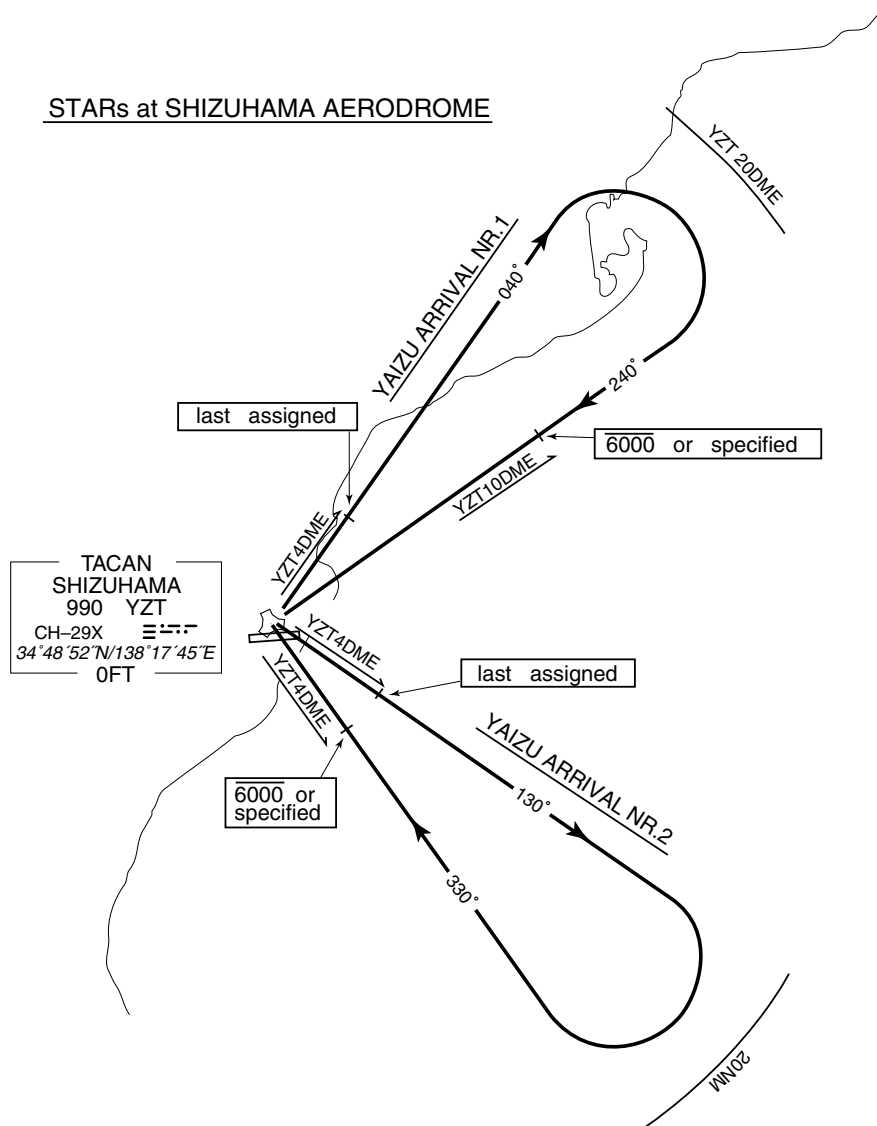 STARs at SHIZUHAMA AERODROME
YZT 20DME
YAIZU ARRIVAL NR.1
040°
240°
last assigned
6000 or specified
YZT10DME
YZT4DME
TACAN
SHIZUHAMA
990 YZT
CH–29X
34°48´52˝N/138°17´45˝E
0FT
YZT4DME
last assigned
YZT4DME
YAIZU ARRIVAL NR.2
6000 or
specified
130°
330°
20NM